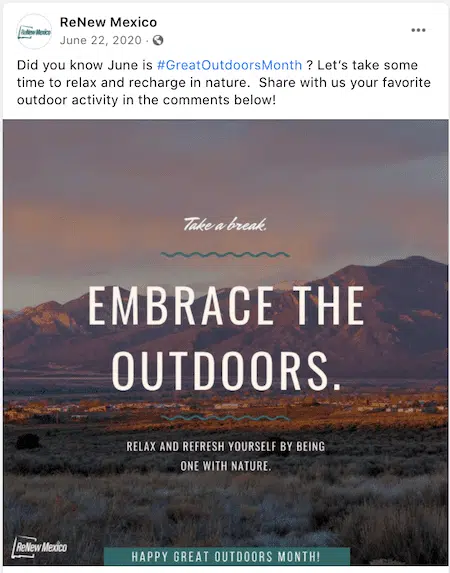 ReNew Mexico
ReNew Mexico
June 22, 2020 ·
Did you know June is #GreatOutdoorsMonth ? Let's take some
time to relax and recharge in nature.  Share with us your favorite
outdoor activity in the comments below!
Take a break.
EMBRACE THE
OUTDOORS.
RELAX AND REFRESH YOURSELF BY BEING
ONE WITH NATURE.
ReNew Mexico
HAPPY GREAT OUTDOORS MONTH!